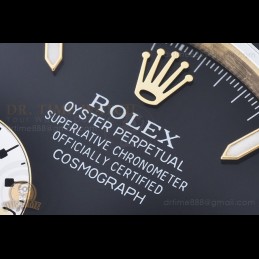 ROLEX
OYSTER PERPETUAL
SUPERLATIVE CHRONOMETER
OFFICIALLY CERTIFIED
COSMOGRAPH